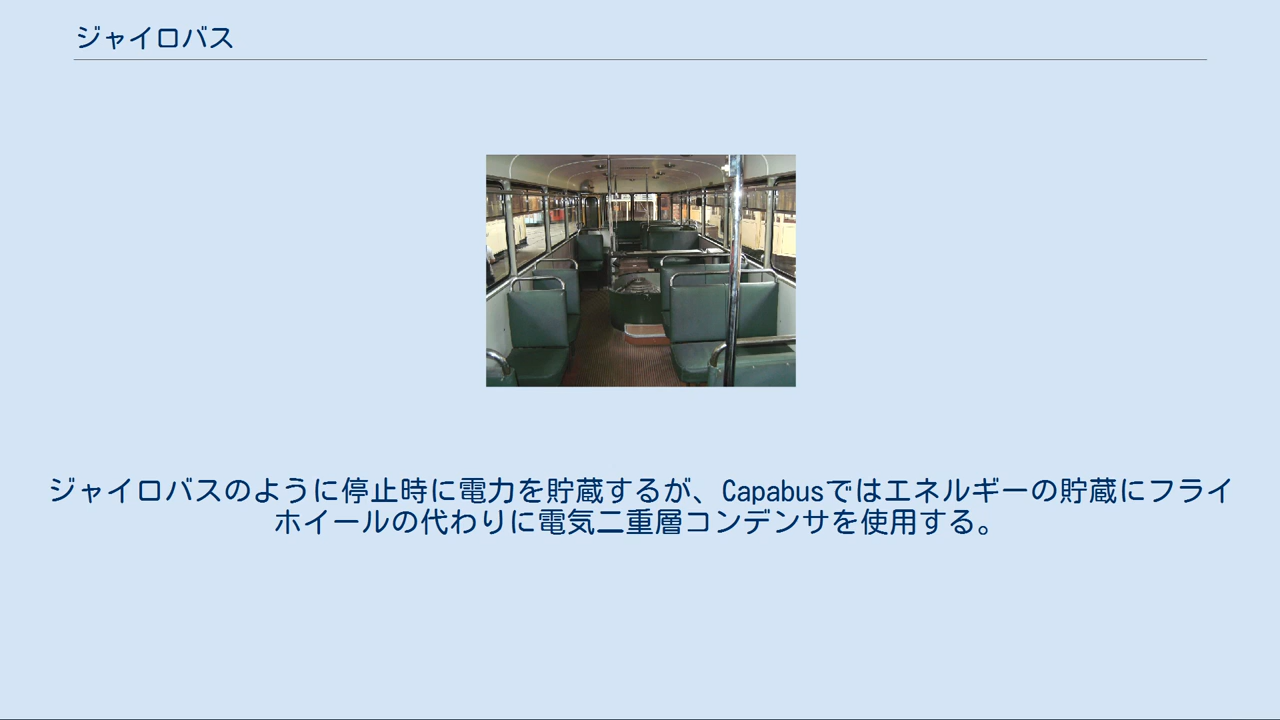 ジャイロバス
ジャイロバスのように停止時に電力を貯蔵するが、Capabusではエネルギーの貯蔵にフライ
ホイールの代わりに電気二重層コンデンサを使用する。